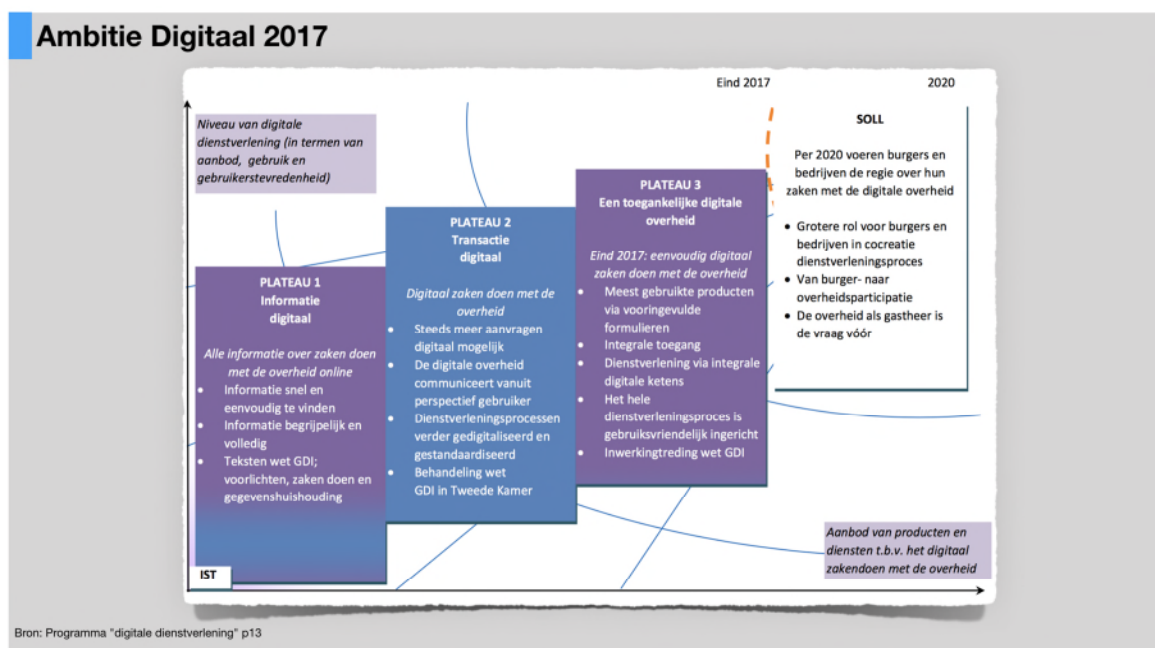 Ambitie Digitaal 2017
Eind 2017
2020
Niveau van digitale
dienstverlening (in termen van
aanbod, gebruik en
gebruikerstevredenheid)
PLATEAU 1
Informatie
digitaal
Alle informatie over zaken doen
met de overheid online
• Informatie snel en
eenvoudig te vinden
• Informatie begrijpelijk en
volledig
• Teksten wet GDI;
voorlichten, zaken doen en
gegevenshuishouding
IST
PLATEAU 2
Transactie
digitaal
Digitaal zaken doen met de
overheid
• Steeds meer aanvragen
digitaal mogelijk
• De digitale overheid
communiceert vanuit
perspectief gebruiker
• Dienstverleningsprocessen
verder gedigitaliseerd en
gestandaardiseerd
• Behandeling wet
GDI in Tweede Kamer
PLATEAU 3
Een toegankelijke digitale
overheid
Eind 2017: eenvoudig digitaal
zaken doen met de overheid
• Meest gebruikte producten
via vooringevulde
formulieren
• Integrale toegang
• Dienstverlening via integrale
digitale ketens
• Het hele
dienstverleningsproces is
gebruiksvriendelijk ingericht
• Inwerkingtreding wet GDI
SOLL
Per 2020 voeren burgers en
bedrijven de regie over hun
zaken met de digitale overheid
• Grotere rol voor burgers en
bedrijven in cocreatie
dienstverleningsproces
• Van burger- naar
overheidsparticipatie
• De overheid als gastheer is
de vraag vóór
Aanbod van producten en
diensten t.b.v. het digitaal
zakendoen met de overheid
Bron: Programma "digitale dienstverlening" p13